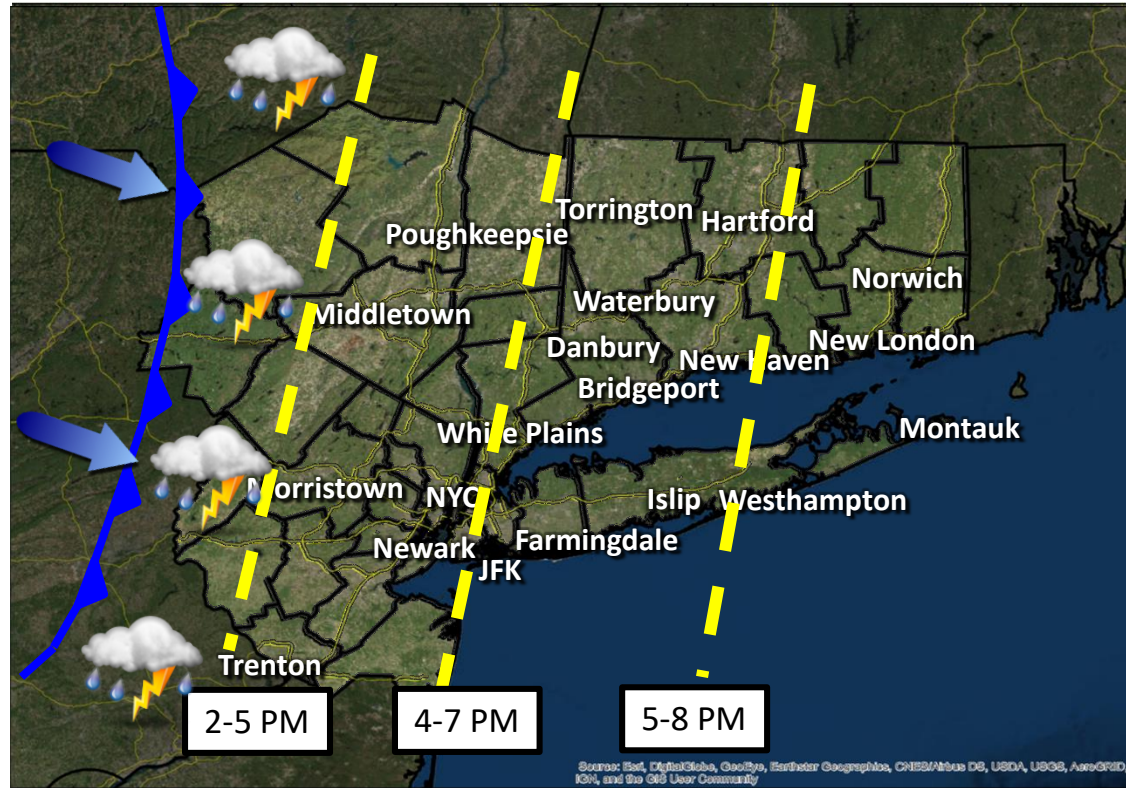 Torrington
Hartford
Poughkeepsie
Norwich
Waterbury
Middletown
New London
Danbury
New Haven
Bridgeport
Montauk
White Plains
Morristown
NYC
Islip
Westhampton
Newark
Farmingdale
JFK
Trenton
2-5 PM
4-7 PM
5-8 PM
Source: Esri, DigitalGlobe, GeoEye, Earthstar Geographics, CNES/Airbus DS, USDA, USGS, AeroGRID,
IGN, and the GIS User Community